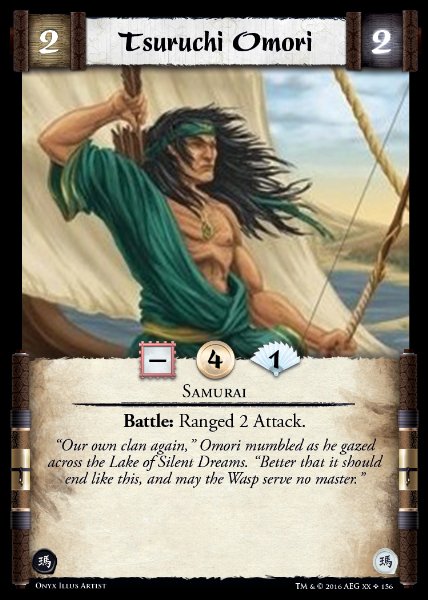 2 Tsuruchi Omori 2
– 4 1
Samurai
Battle: Ranged 2 Attack.
“Our own clan again,” Omori mumbled as he gazed
across the Lake of Silent Dreams. “Better that it should
end like this, and may the Wasp serve no master.”
瑪 瑪
Onyx Illus Artist TM & © 2016 AEG XX ❖ 156